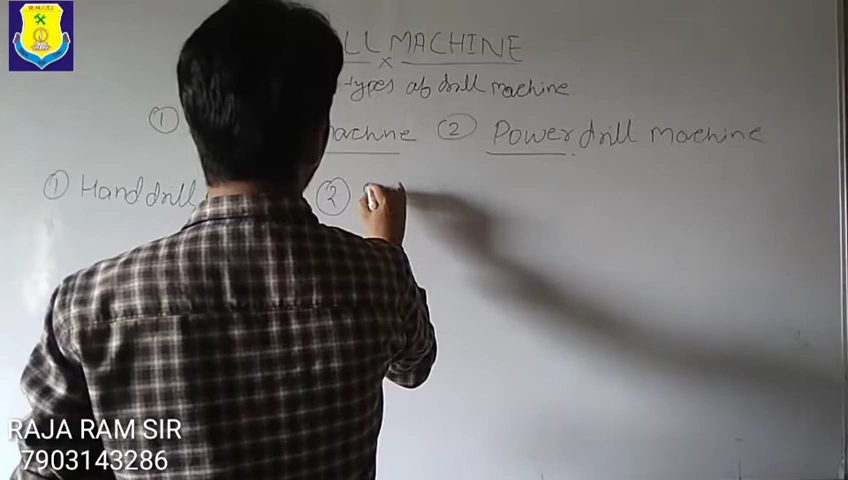 LL MACHINE
types of drill machine
① achine ② Power drill machine
① Hand drill ②
RAJA RAM SIR
7903143286